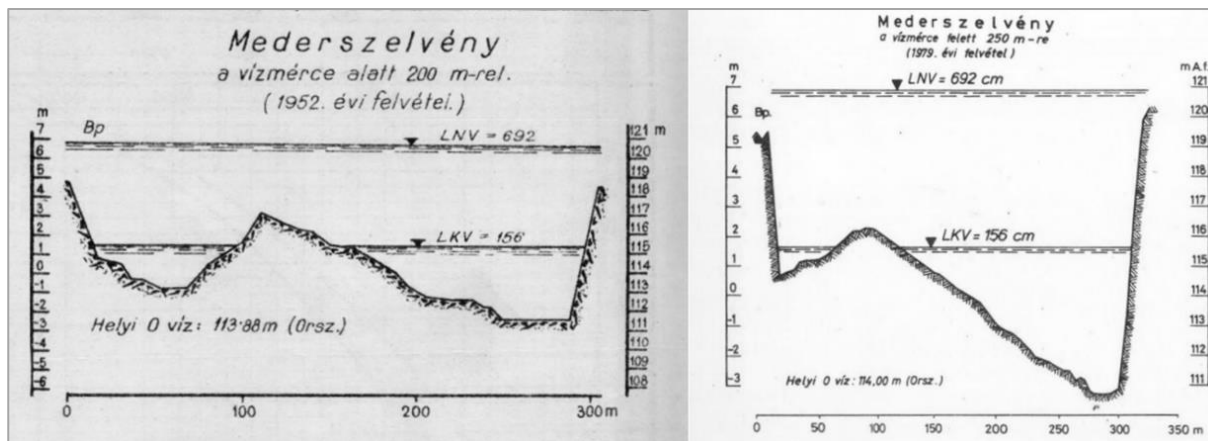 Mederszelvény
a vízmérce alatt 200 m-rel.
(1952. évi felvétel.)
m
7
6
5
4
3
2
1
0
-1
-2
-3
-4
-5
-6
Bp
LNV = 692
LKV = 156
Helyi 0 víz: 113·88 m (Orsz.)
121 m
120
119
118
117
116
115
114
113
112
111
110
109
108
0 100 200 300 m
Mederszelvény
a vízmérce felett 250 m-re
(1979. évi felvétel)
m
7
6
5
4
3
2
1
0
-1
-2
-3
Bp.
LNV = 692 cm
LKV = 156 cm
Helyi 0 víz: 114,00 m (Orsz.)
m A.f.
121
120
119
118
117
116
115
114
113
112
111
0 50 100 150 200 250 300 350 m